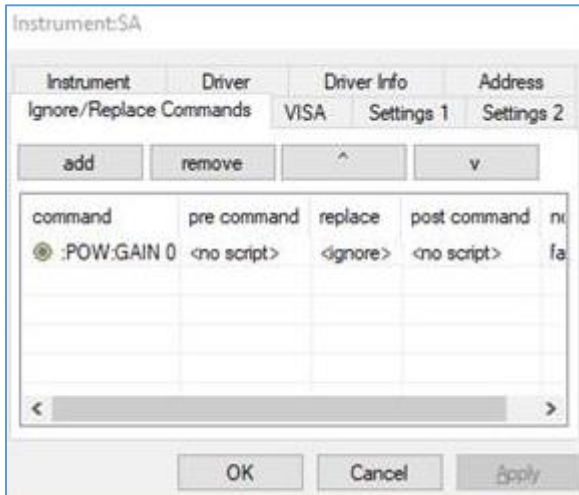 Instrument:SA
Instrument Driver Driver Info Address
Ignore/Replace Commands VISA Settings 1 Settings 2
add remove ^ v
command pre command replace post command
:POW:GAIN 0 <no script> <ignore> <no script> fa
< >
OK Cancel Apply